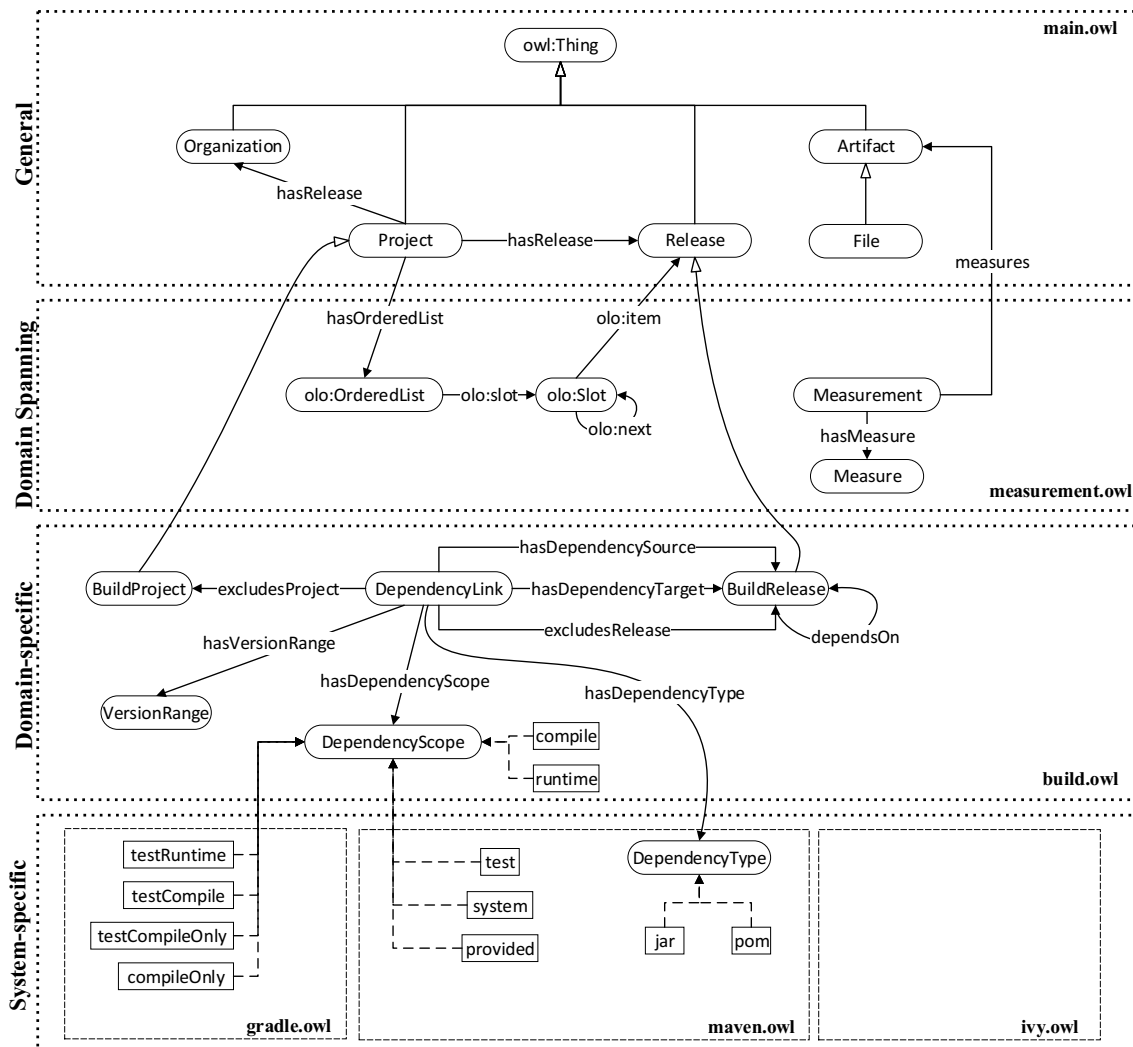 main.owl
owl:Thing
General
Organization
Artifact
hasRelease
Project
hasRelease
Release
File
measures
Domain Spanning
hasOrderedList
olo:item
olo:OrderedList
olo:slot
olo:Slot
Measurement
olo:next
hasMeasure
Measure
measurement.owl
Domain-specific
hasDependencySource
BuildProject
excludesProject
DependencyLink
hasDependencyTarget
BuildRelease
excludesRelease
dependsOn
hasVersionRange
hasDependencyScope
hasDependencyType
VersionRange
DependencyScope
compile
runtime
build.owl
System-specific
testRuntime
testCompile
testCompileOnly
compileOnly
gradle.owl
test
system
provided
DependencyType
jar
pom
maven.owl
ivy.owl